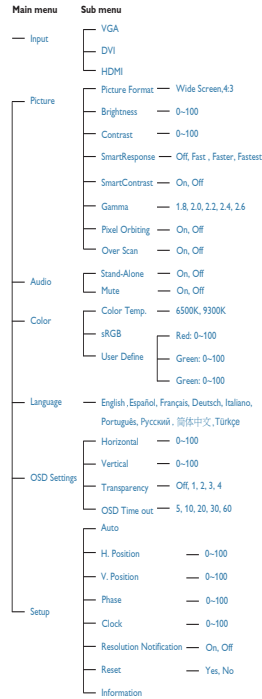 Main menu Sub menu
Input
VGA
DVI
HDMI
Picture
Picture Format Wide Screen,4:3
Brightness 0~100
Contrast 0~100
SmartResponse Off, Fast , Faster, Fastest
SmartContrast On, Off
Gamma 1.8, 2.0, 2.2, 2.4, 2.6
Pixel Orbiting On, Off
Over Scan On, Off
Audio
Stand-Alone On, Off
Mute On, Off
Color
Color Temp. 6500K, 9300K
sRGB
User Define
Red: 0~100
Green: 0~100
Green: 0~100
Language
English ,Español, Français, Deutsch, Italiano,
Português, Русский , 简体中文 ,Türkçe
OSD Settings
Horizontal 0~100
Vertical 0~100
Transparency Off, 1, 2, 3, 4
OSD Time out 5, 10, 20, 30, 60
Setup
Auto
H. Position 0~100
V. Position 0~100
Phase 0~100
Clock 0~100
Resolution Notification On, Off
Reset Yes, No
Information